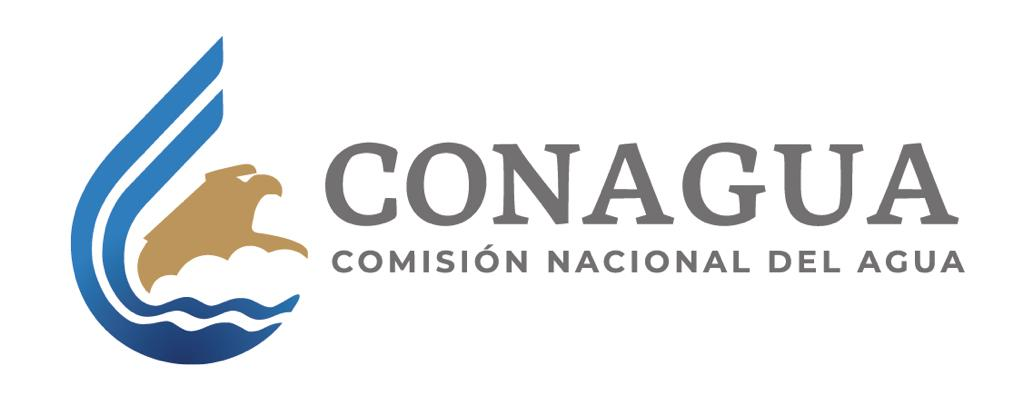 CONAGUA
COMISIÓN NACIONAL DEL AGUA